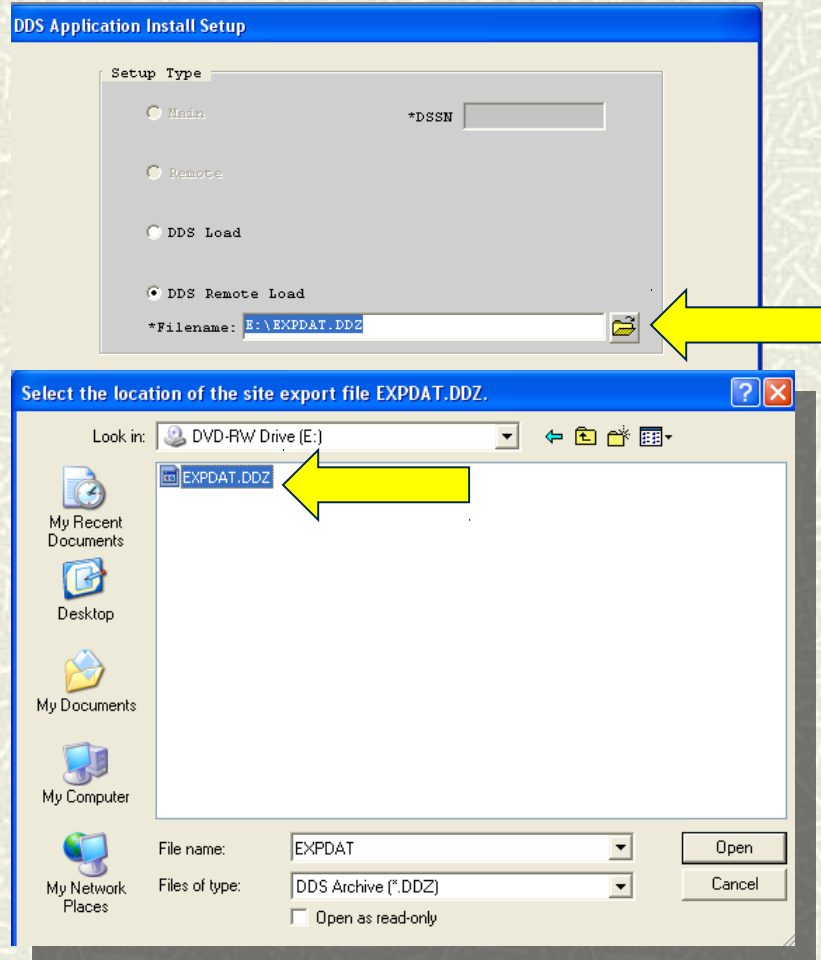 DDS Application Install Setup
Setup Type
Main
*DSSN
Remote
DDS Load
DDS Remote Load
*Filename: E:\EXPDAT.DDZ
Select the location of the site export file EXPDAT.DDZ.
Look in: DVD-RW Drive (E:)
EXPDAT.DDZ
My Recent
Documents
Desktop
My Documents
My Computer
My Network
Places
File name: EXPDAT Open
Files of type: DDS Archive (*.DDZ) Cancel
Open as read-only